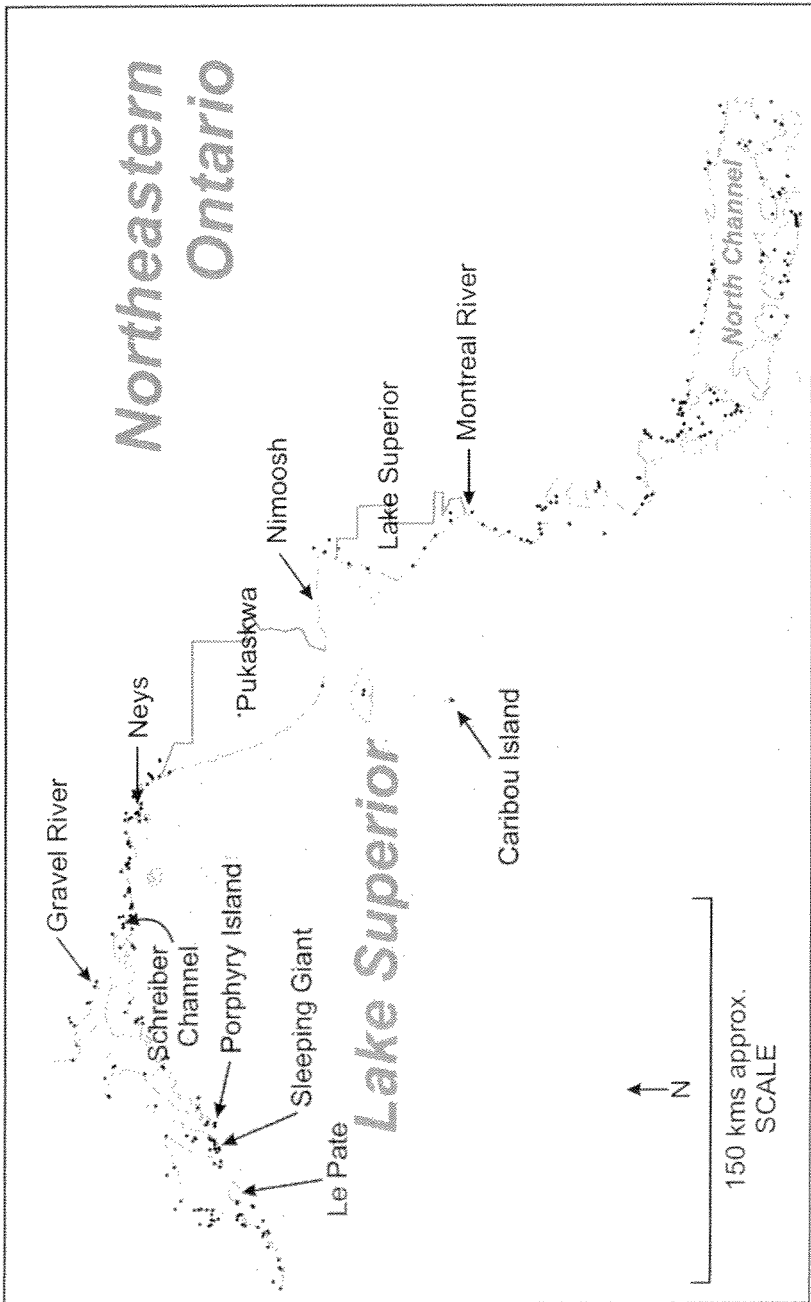 Northeastern
Ontario
Gravel River
Neys
Pukaskwa
Nimoosh
Schreiber
Channel
Porphyry Island
Sleeping Giant
Le Pate
Lake Superior
Lake Superior
Montreal River
Caribou Island
North Channel
N
150 kms approx.
SCALE